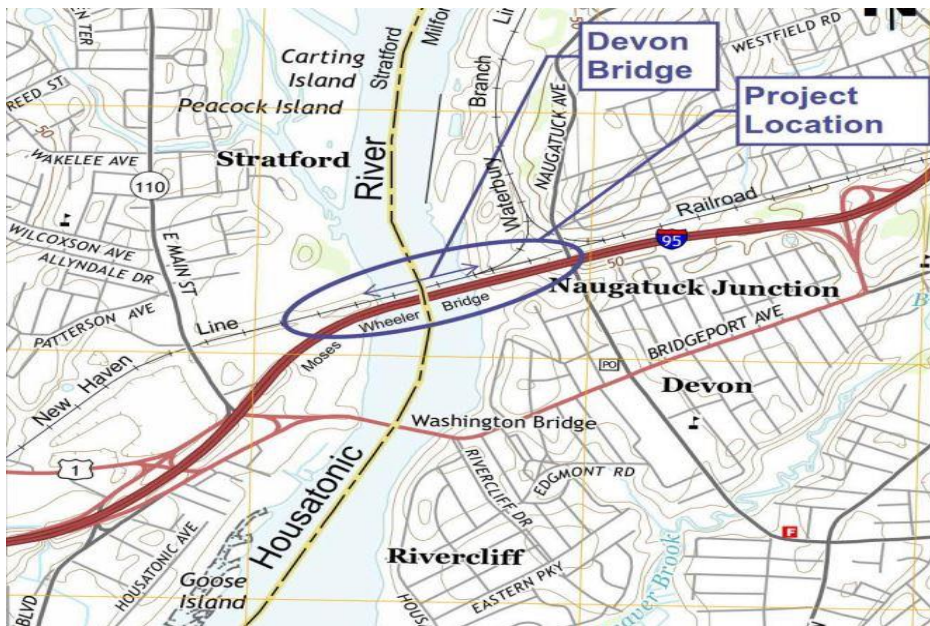 Carting
Island
Peacock Island
Stratford
Milford
Branch
Devon
Bridge
WESTFIELD RD
Project
Location
REED ST
50
WAKELEE AVE
Stratford
River
Waterbury
NAUGATUCK AVE
110
Railroad
WILCOXSON AVE
ALLYNDALE DR
E MAIN ST
95
50
PATTERSON AVE
Line
Wheeler
Bridge
Naugatuck Junction
Moses
New Haven
BRIDGEPORT AVE
PO
Devon
Washington Bridge
1
Housatonic
RIVERCLIFF DR
EDGMONT RD
F
HOUSATONIC AVE
Rivercliff
Goose
Island
EASTERN PKY
BLVD